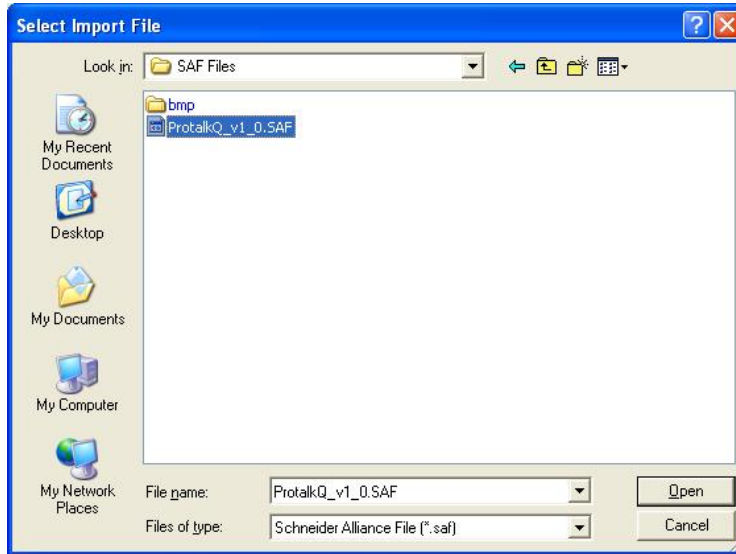 Select Import File
Look in: SAF Files
bmp
ProtalkQ_v1_0.SAF
My Recent
Documents
Desktop
My Documents
My Computer
My Network
Places
File name: ProtalkQ_v1_0.SAF Open
Files of type: Schneider Alliance File (*.saf) Cancel